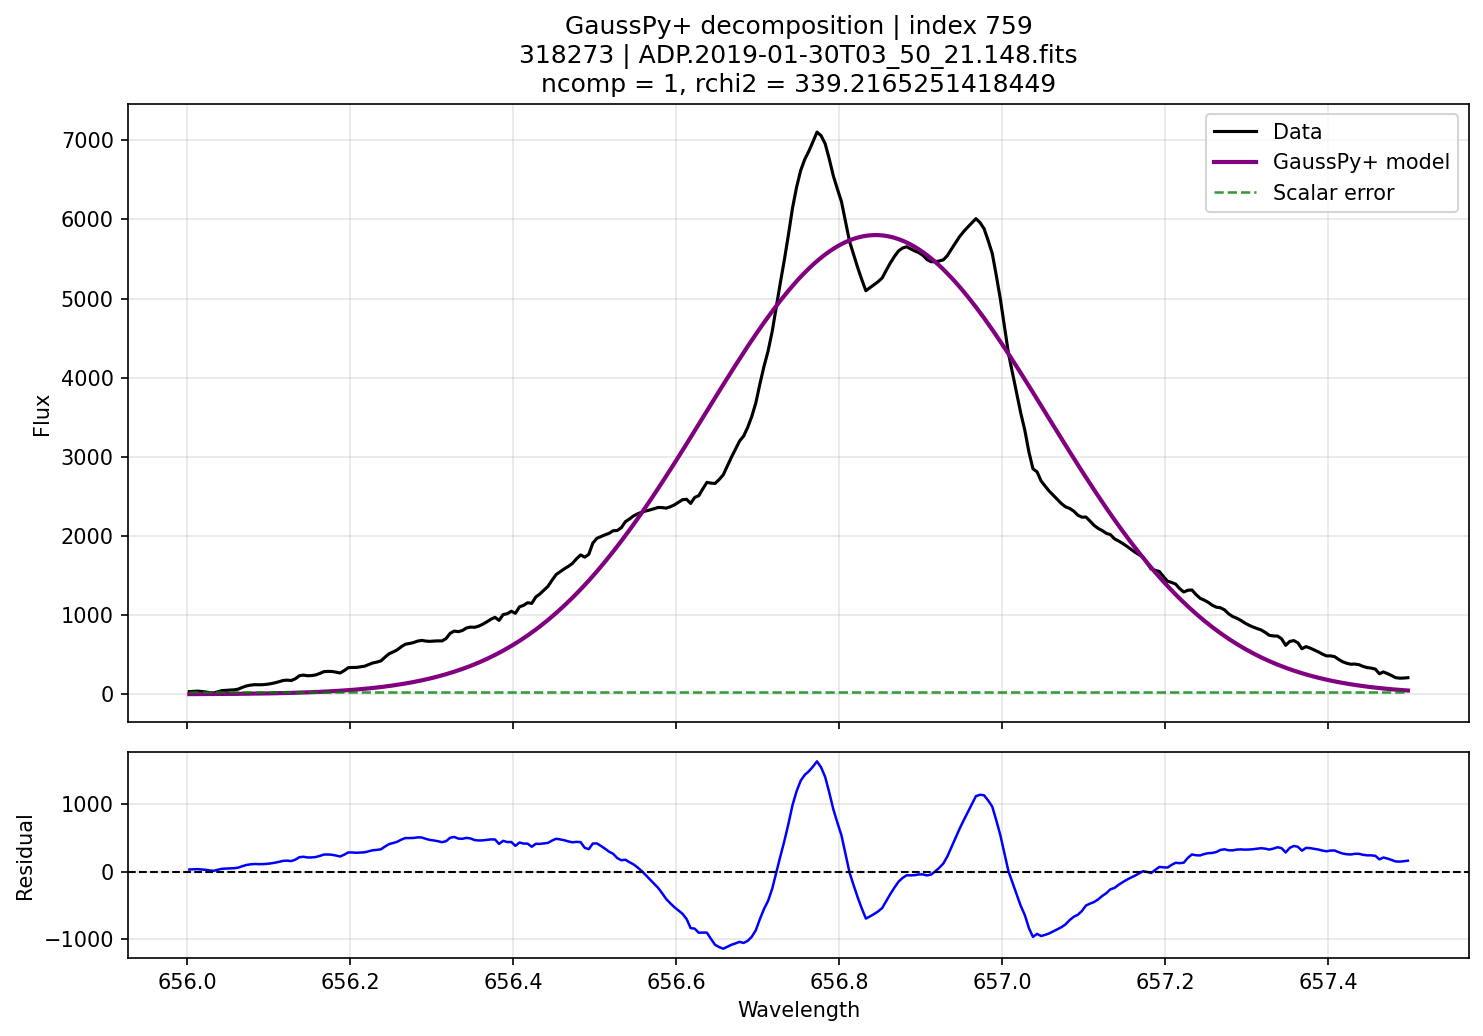 GaussPy+ decomposition | index 759
318273 | ADP.2019-01-30T03_50_21.148.fits
ncomp = 1, rchi2 = 339.2165251418449
Data
GaussPy+ model
Scalar error
7000
6000
5000
4000
3000
2000
1000
0
Flux
1000
0
−1000
Residual
656.0 656.2 656.4 656.6 656.8 657.0 657.2 657.4
Wavelength